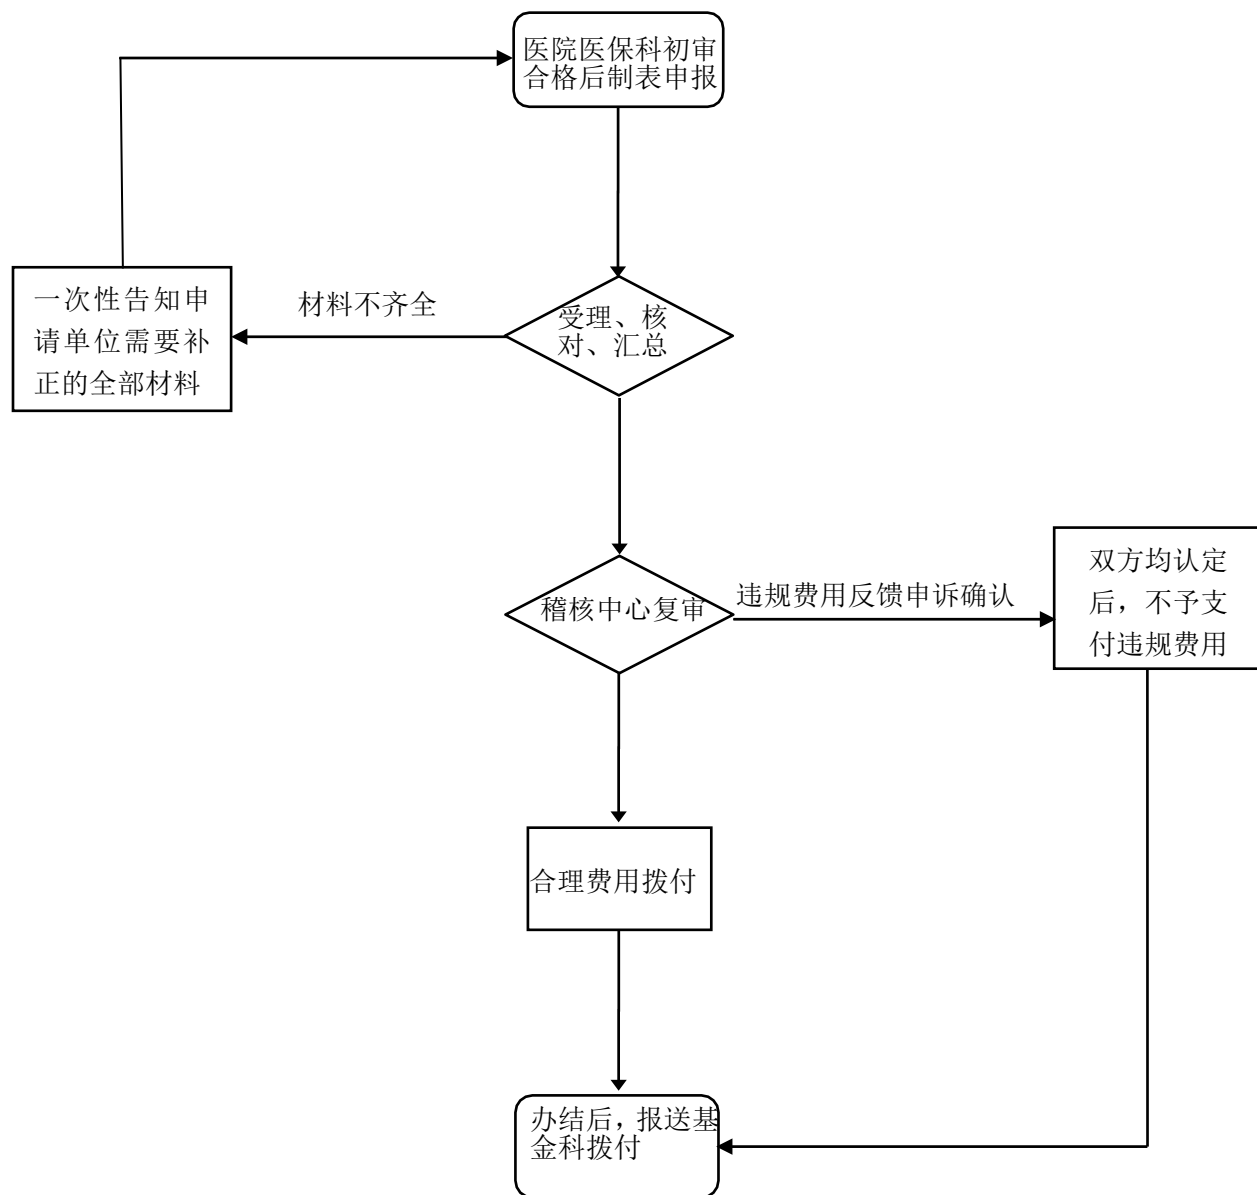 医院医保科初审
合格后制表申报
一次性告知申
请单位需要补
正的全部材料
材料不齐全
受理、核
对、汇总
稽核中心复审
违规费用反馈申诉确认
双方均认定
后，不予支
付违规费用
合理费用拨付
办结后，报送基
金科拨付